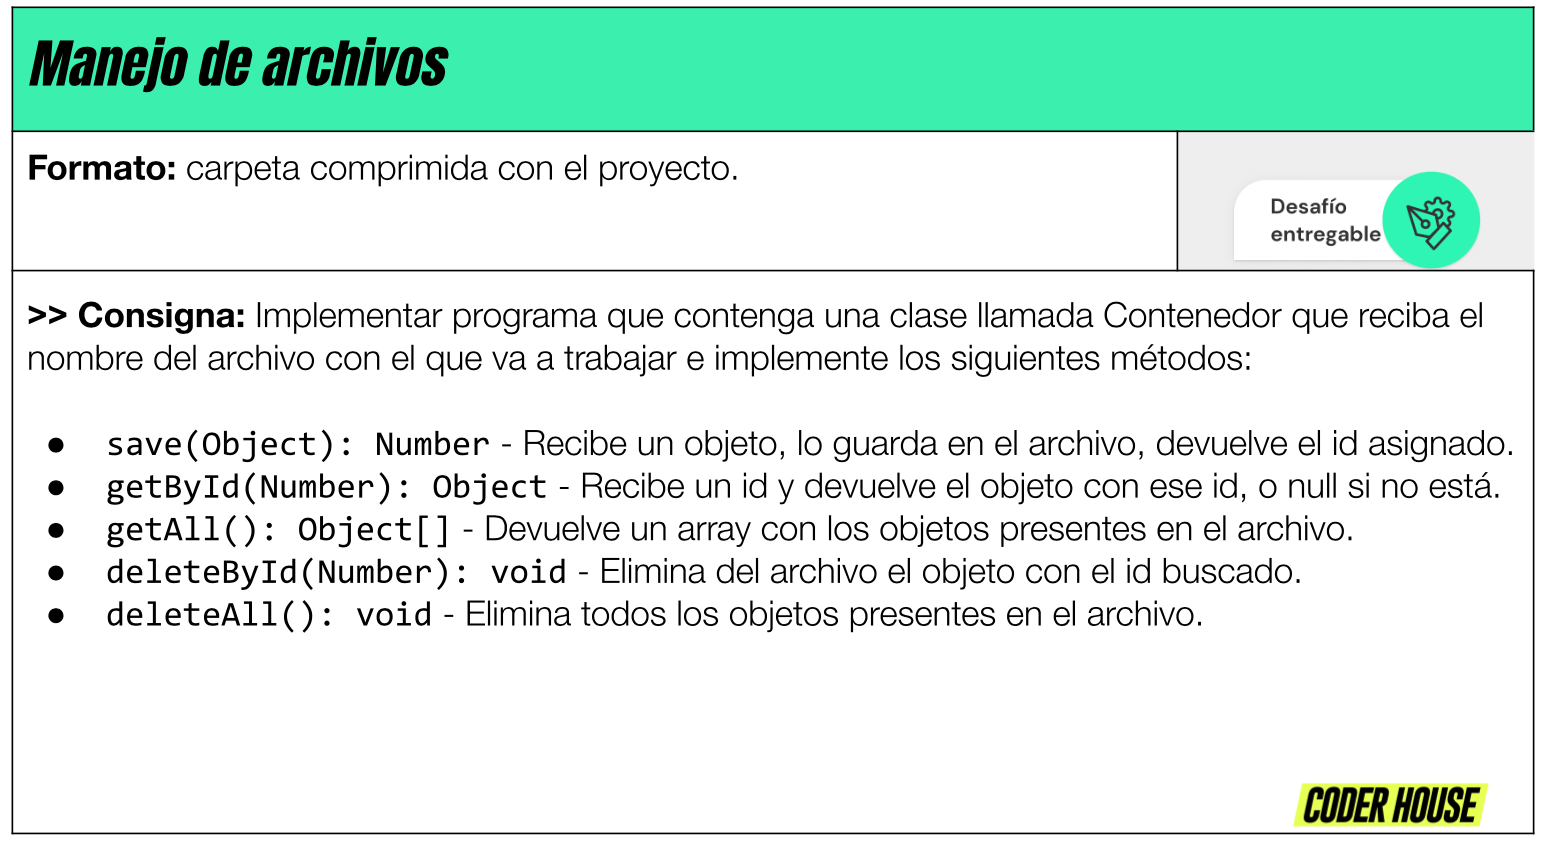 Manejo de archivos
Formato: carpeta comprimida con el proyecto.
Desafío
entregable
>> Consigna: Implementar programa que contenga una clase llamada Contenedor que reciba el
nombre del archivo con el que va a trabajar e implemente los siguientes métodos:
● save(Object): Number - Recibe un objeto, lo guarda en el archivo, devuelve el id asignado.
● getById(Number): Object - Recibe un id y devuelve el objeto con ese id, o null si no está.
● getAll(): Object[] - Devuelve un array con los objetos presentes en el archivo.
● deleteById(Number): void - Elimina del archivo el objeto con el id buscado.
● deleteAll(): void - Elimina todos los objetos presentes en el archivo.
CODER HOUSE